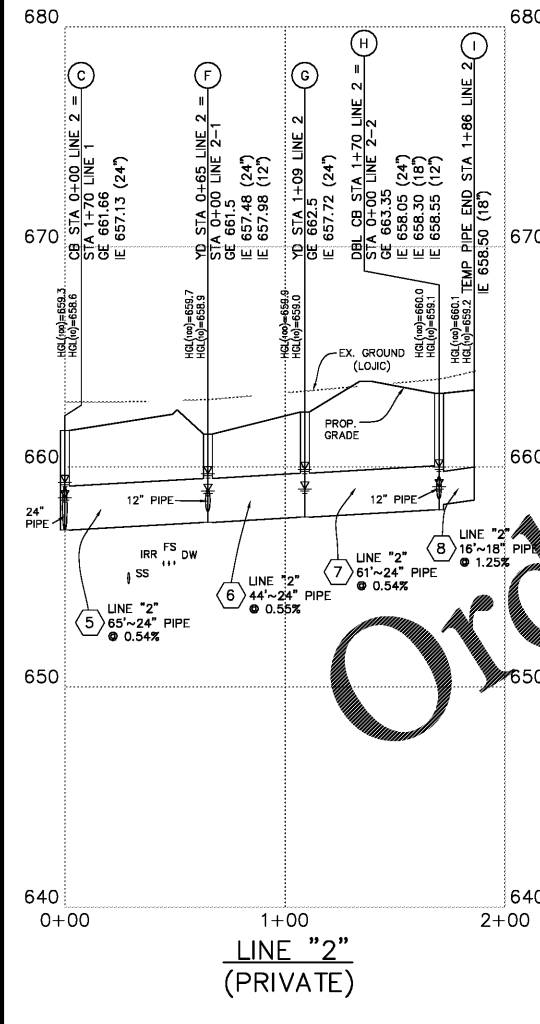 680
680
C
F
G
H
I
CB STA 0+00 LINE 2 =
STA 1+70 LINE 1
GE 661.66
IE 657.13 (24")
YD STA 0+65 LINE 2 =
STA 0+00 LINE 2-1
GE 661.5
IE 657.48 (24")
IE 657.98 (12")
YD STA 1+09 LINE 2
GE 662.5
IE 657.72 (24")
DBL CB STA 1+70 LINE 2 =
STA 0+00 LINE 2-2
GE 663.35
IE 658.05 (24")
IE 658.30 (18")
IE 658.55 (12")
TEMP PIPE END STA 1+86 LINE 2
IE 658.50 (18")
670
670
HGL(100)=659.3
HGL(10)=658.6
HGL(100)=659.7
HGL(10)=658.9
HGL(100)=659.9
HGL(10)=659.0
HGL(100)=660.0
HGL(10)=659.1
HGL(100)=660.1
HGL(10)=659.2
EX. GROUND
(LOJIC)
PROP.
GRADE
660
660
24"
PIPE
12" PIPE
12" PIPE
IRR FS DW
SS
5
LINE "2"
65'~24" PIPE
@ 0.54%
6
LINE "2"
44'~24" PIPE
@ 0.55%
7
LINE "2"
61'~24" PIPE
@ 0.54%
8
LINE "2"
16'~18" PIPE
@ 1.25%
Ord
650
650
640
640
0+00
1+00
2+00
LINE "2"
(PRIVATE)